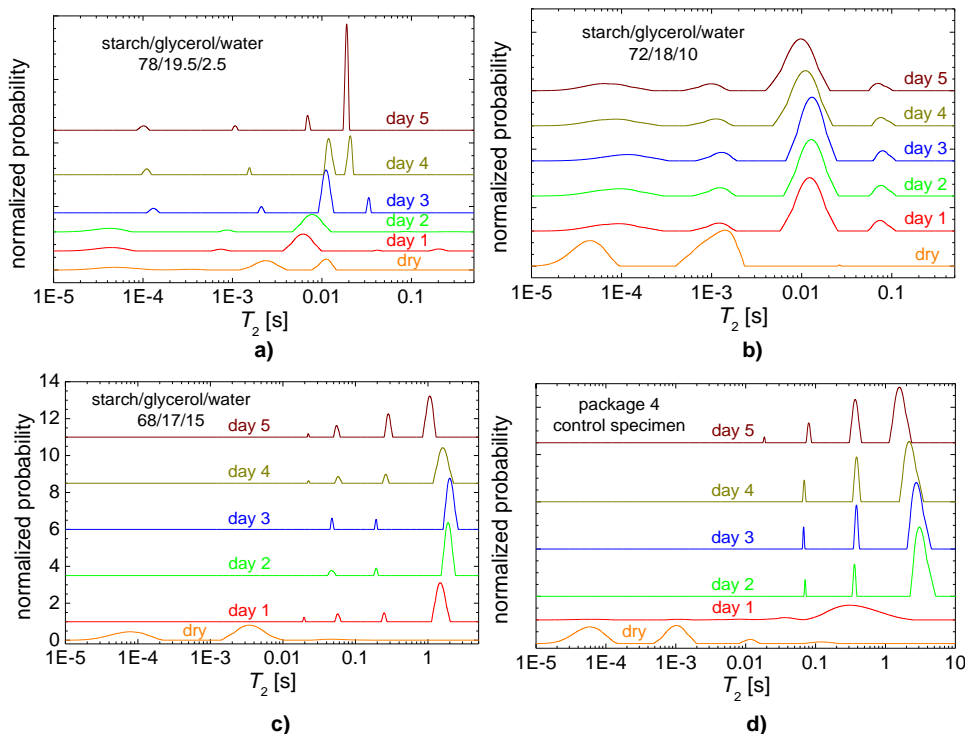 starch/glycerol/water
78/19.5/2.5
normalized probability
day 5
day 4
day 3
day 2
day 1
dry
1E-5 1E-4 1E-3 0.01 0.1
T2 [s]
a)
starch/glycerol/water
72/18/10
normalized probability
day 5
day 4
day 3
day 2
day 1
dry
1E-5 1E-4 1E-3 0.01 0.1
T2 [s]
b)
starch/glycerol/water
68/17/15
normalized probability
14
12
10
8
6
4
2
0
day 5
day 4
day 3
day 2
day 1
dry
1E-5 1E-4 1E-3 0.01 0.1 1
T2 [s]
c)
package 4
control specimen
normalized probability
day 5
day 4
day 3
day 2
day 1
dry
1E-5 1E-4 1E-3 0.01 0.1 1 10
T2 [s]
d)